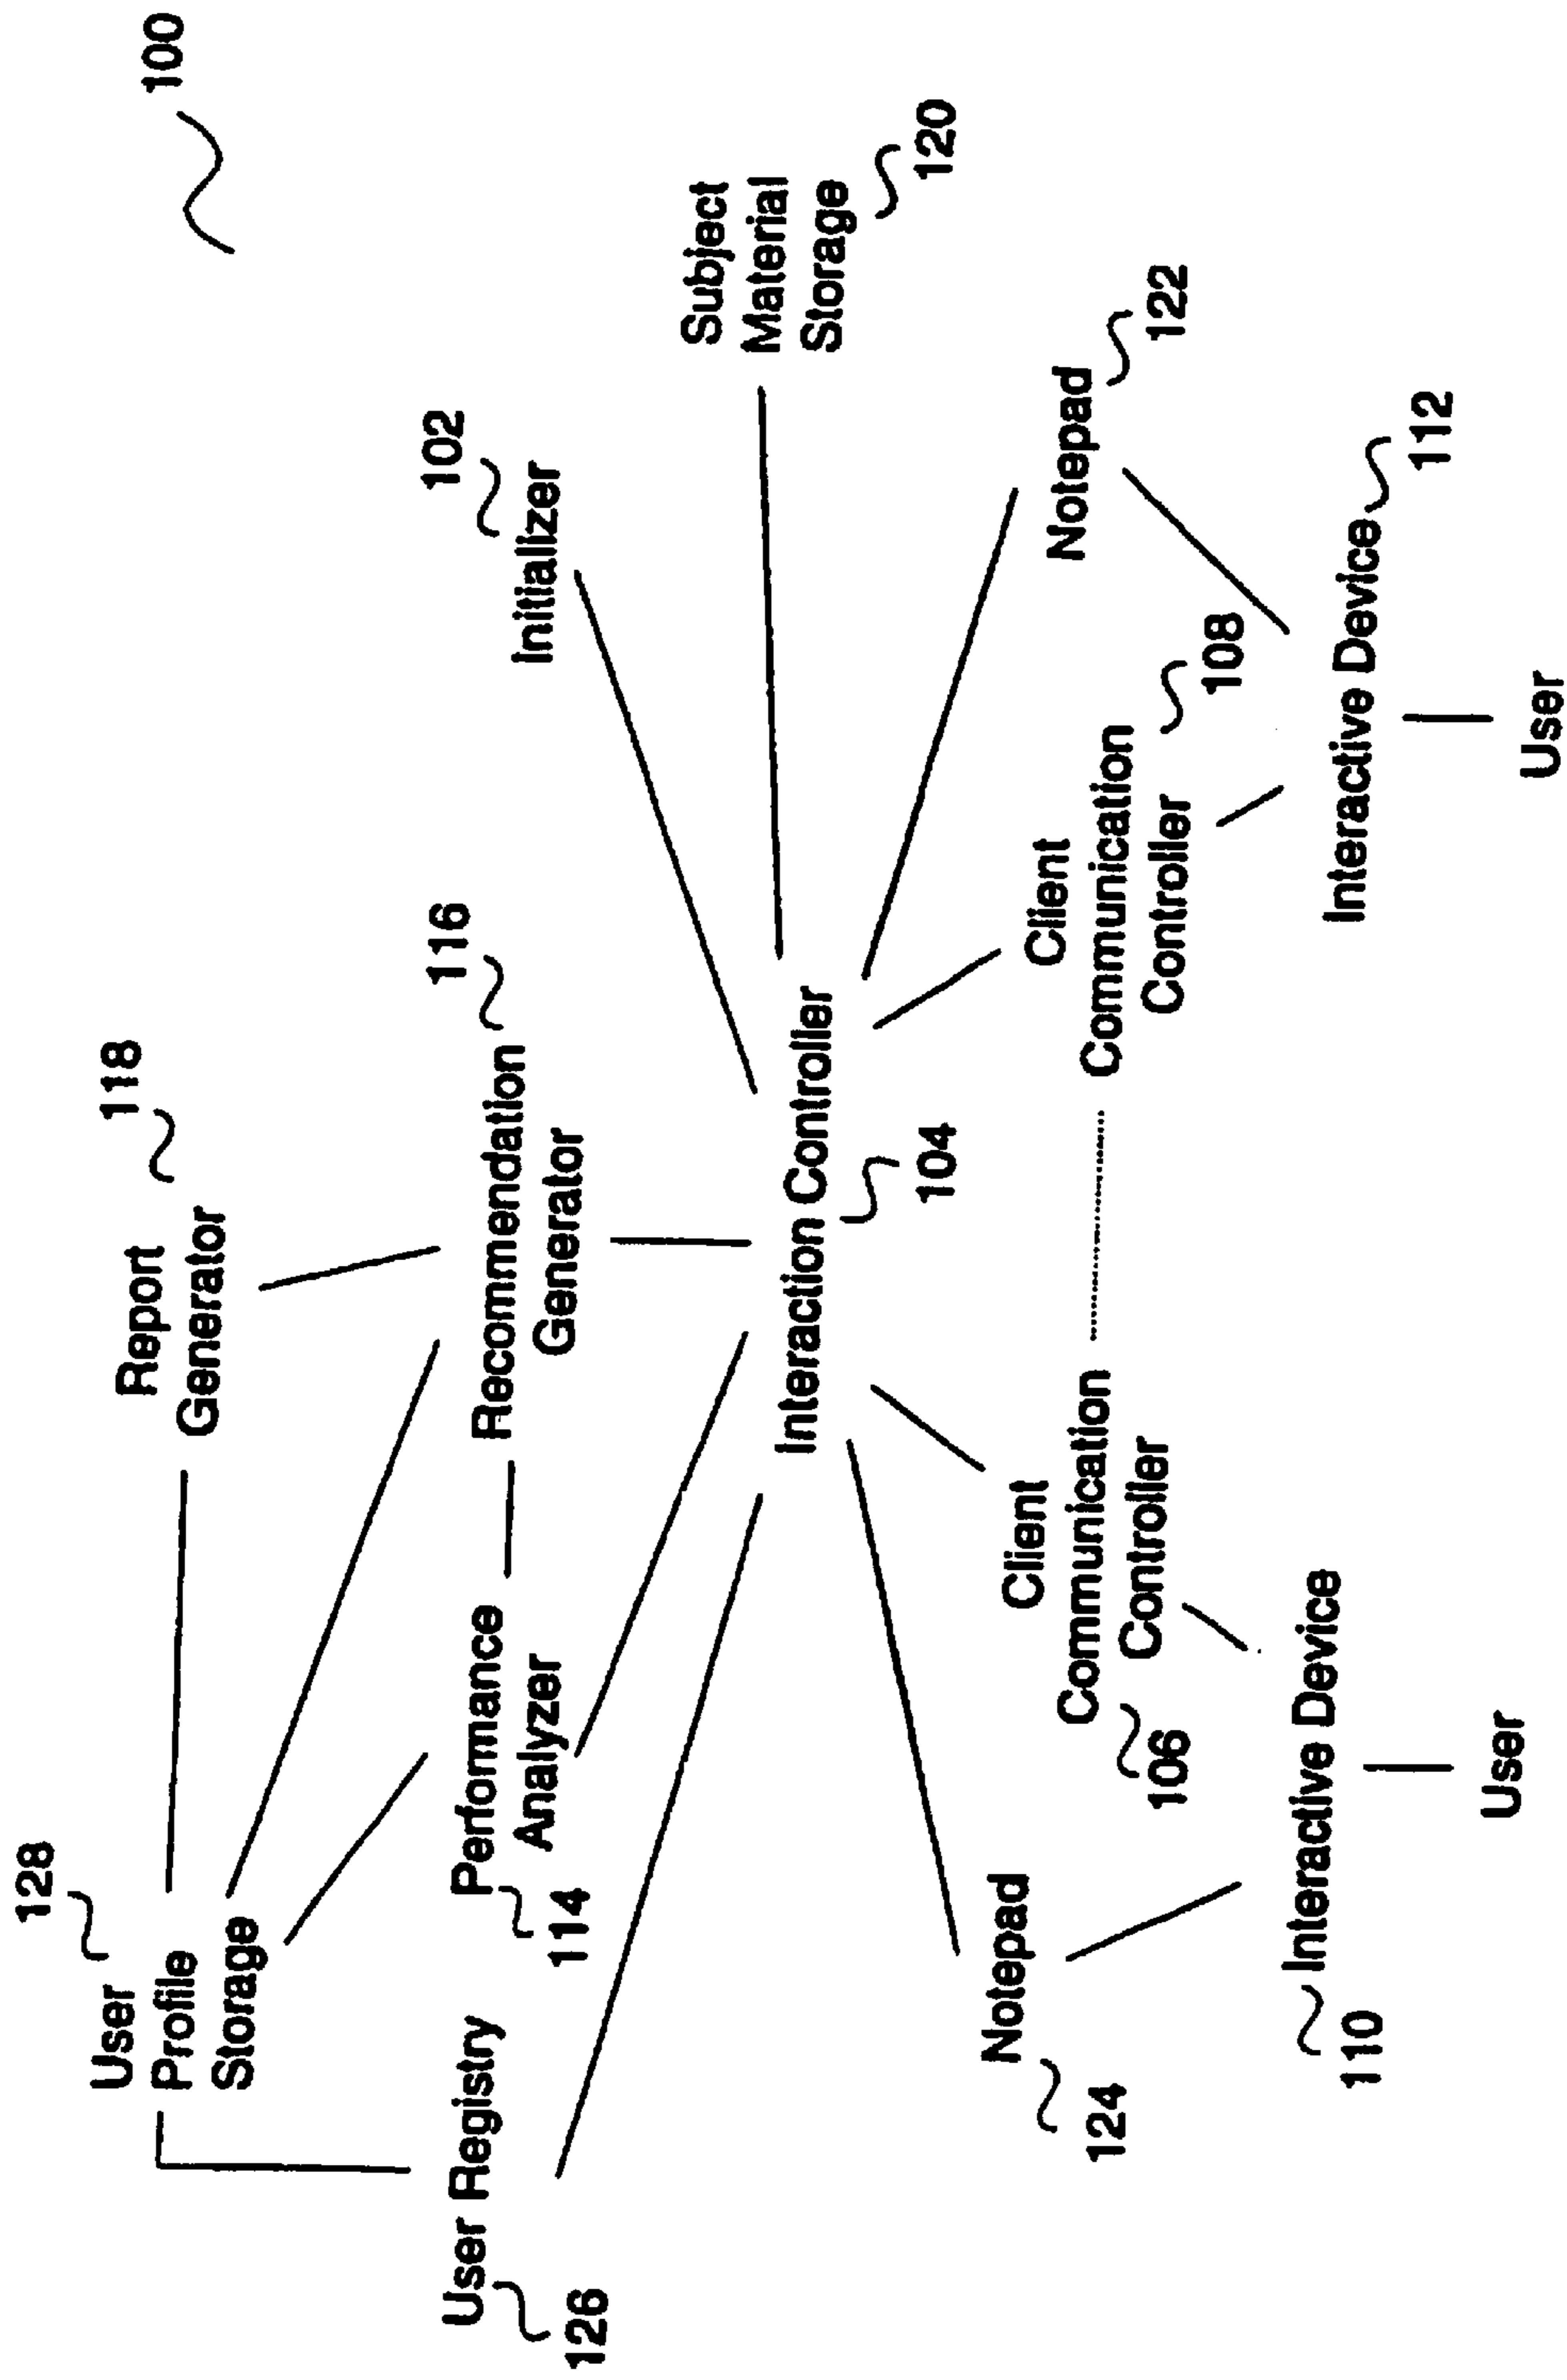 100
128
User
Profile
Storage
118
Report
Generator
User Registry
126
Performance
Analyzer
114
116
Recommendation
Generator
102
Initializer
Subject
Material
Storage
120
Interaction Controller
104
Notepad
124
Client
Communication
Controller
106
Client
Communication
Controller
108
Notepad
122
Interactive Device
110
Interactive Device
112
User
User